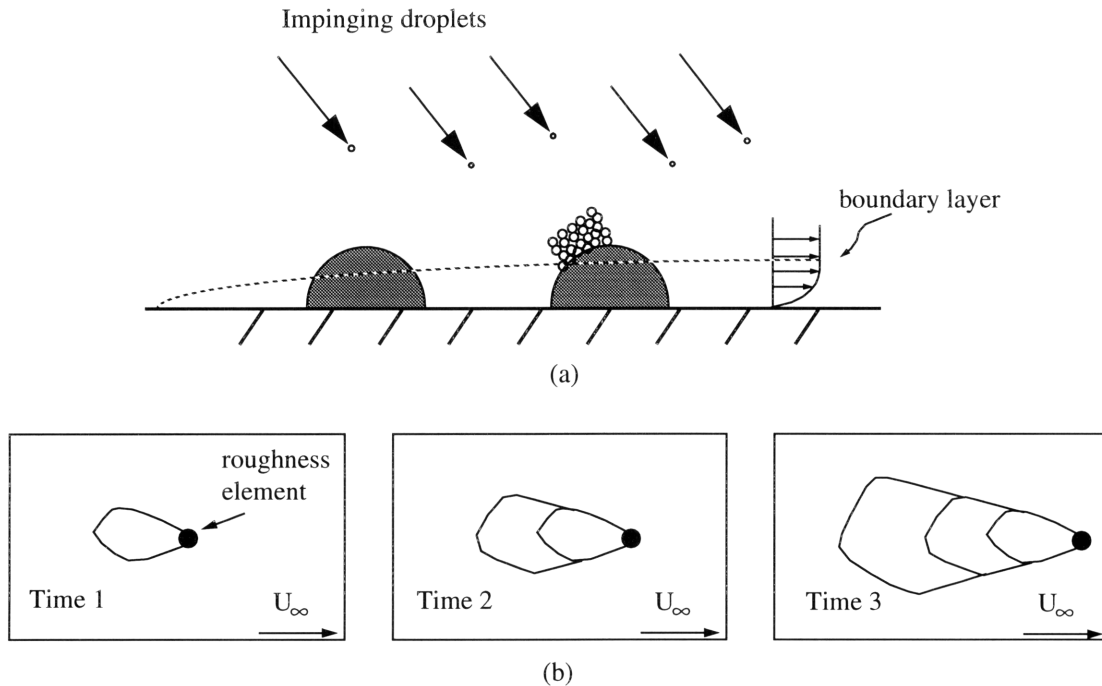 Impinging droplets
boundary layer
(a)
roughness
element
Time 1
U∞
Time 2
U∞
Time 3
U∞
(b)